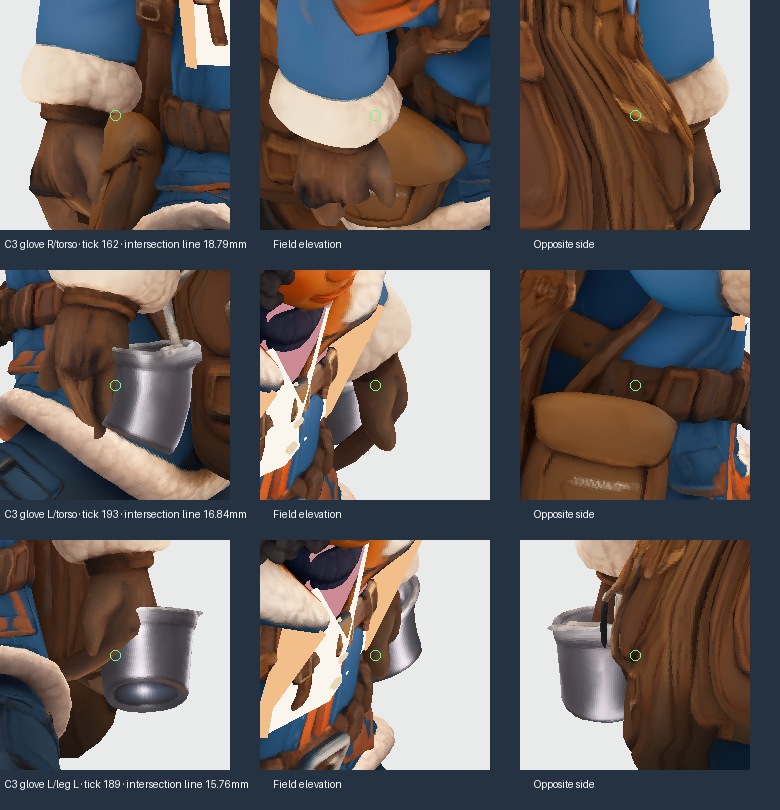 C3 glove R/torso · tick 162 · intersection line 18.79mm
Field elevation
Opposite side
C3 glove L/torso · tick 193 · intersection line 16.84mm
Field elevation
Opposite side
C3 glove L/leg L · tick 189 · intersection line 15.76mm
Field elevation
Opposite side